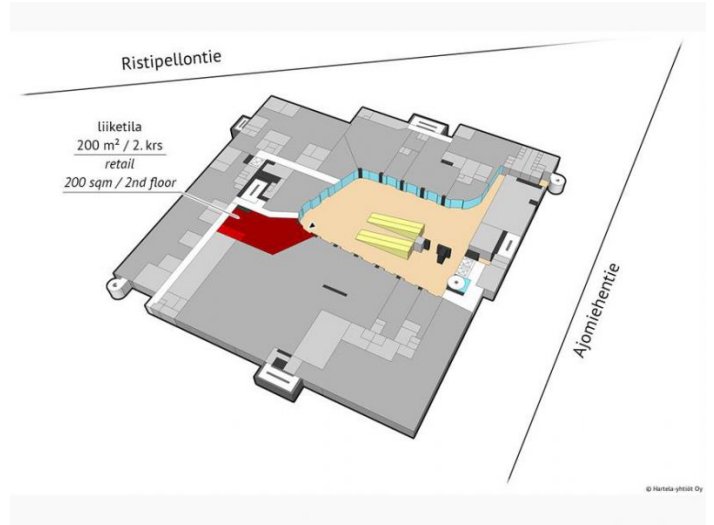 Ristipellontie
liiketila
200 m² / 2. krs
retail
200 sqm / 2nd floor
Ajomiehentie
© Hartela-yhtiöt Oy